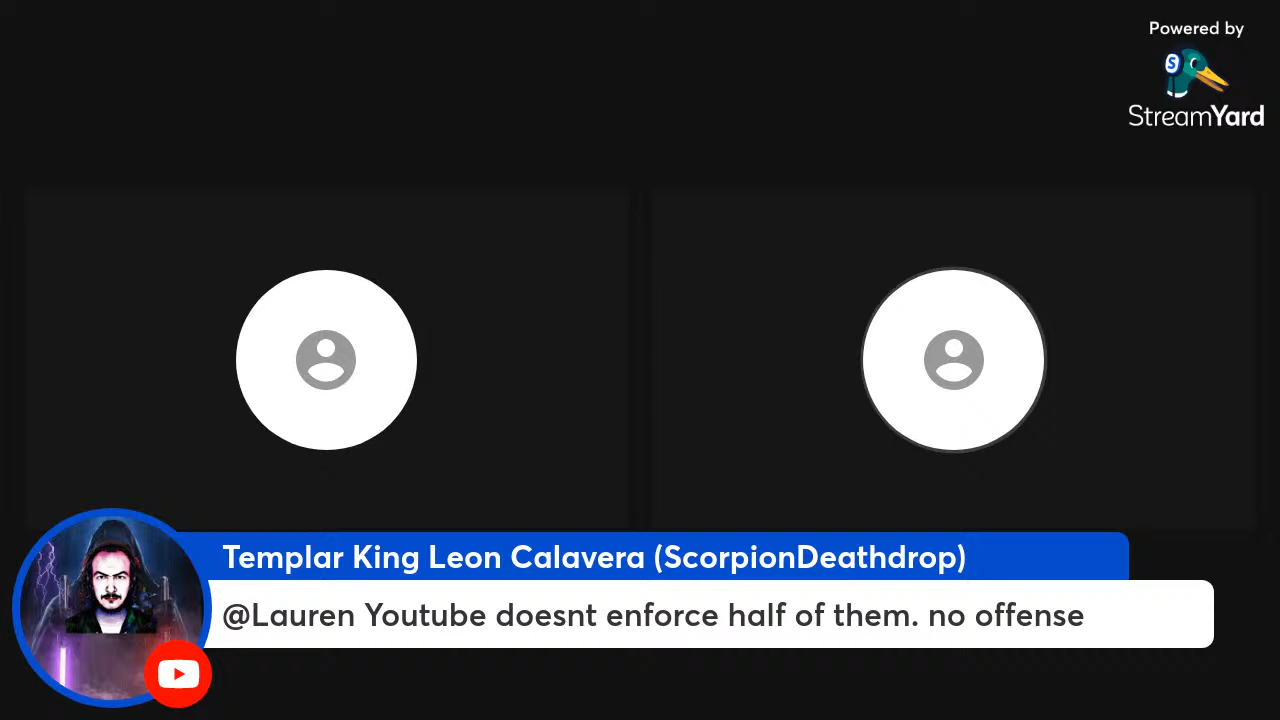 Powered by
S
StreamYard
Templar King Leon Calavera (ScorpionDeathdrop)
@Lauren Youtube doesnt enforce half of them. no offense